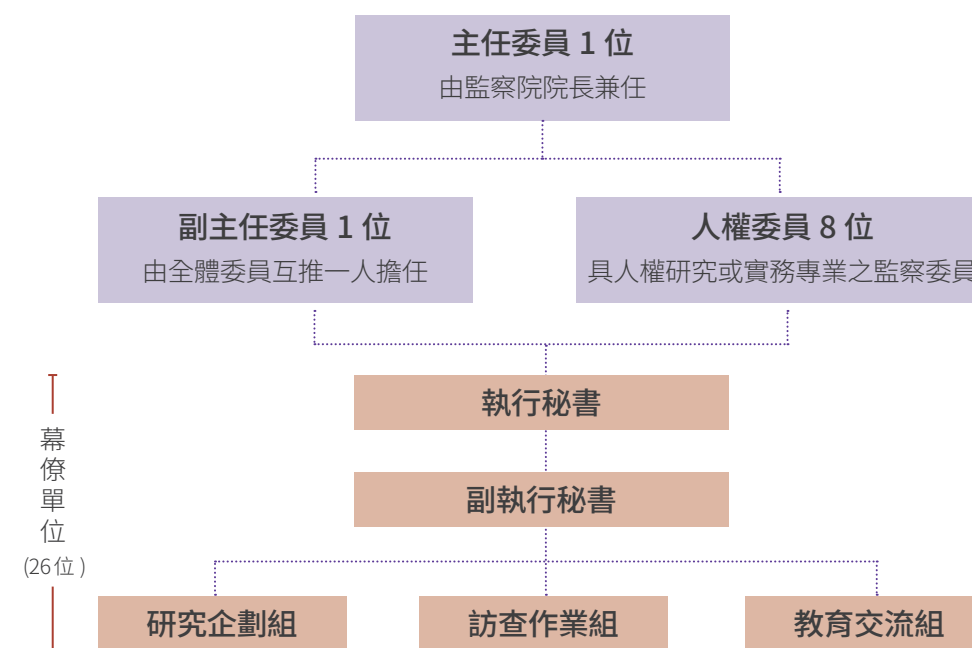 主任委員 1 位
由監察院院長兼任
副主任委員 1 位
由全體委員互推一人擔任
人權委員 8 位
具人權研究或實務專業之監察委員
執行秘書
幕僚單位
(26 位 )
副執行秘書
研究企劃組
訪查作業組
教育交流組